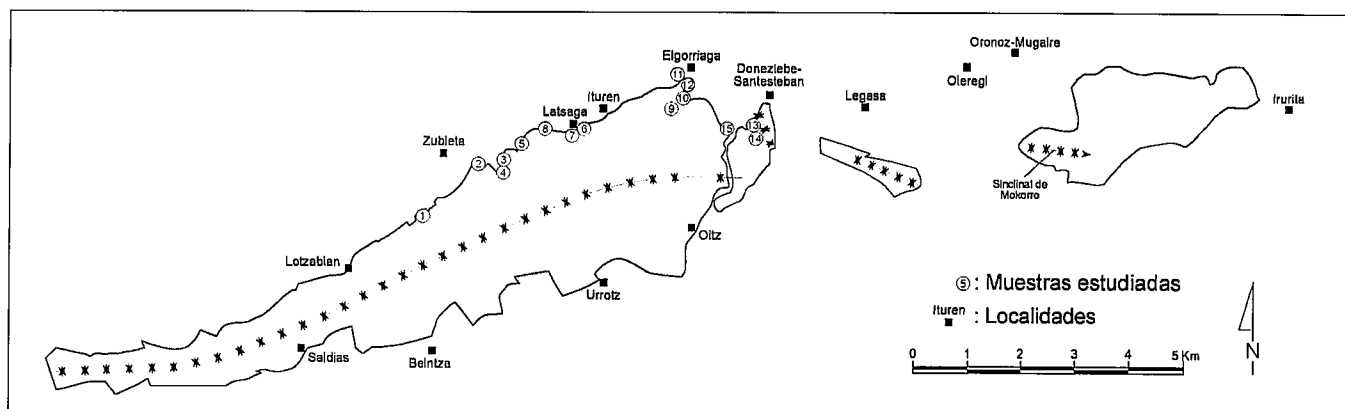 Oronoz-Mugaire
Elgorriaga
Oieregi
Doneztebe-
Santesteban
11
12
Ituren
Legasa
Irurita
10
9
Latsaga
13
15
8
7
6
14
Zubieta
5
3
2
4
Sinclinal de
Mokorro
1
Oitz
Lotzabian
Urrotz
5 : Muestras estudiadas
Ituren : Localidades
Saldias
Beintza
N
0 1 2 3 4 5 Km